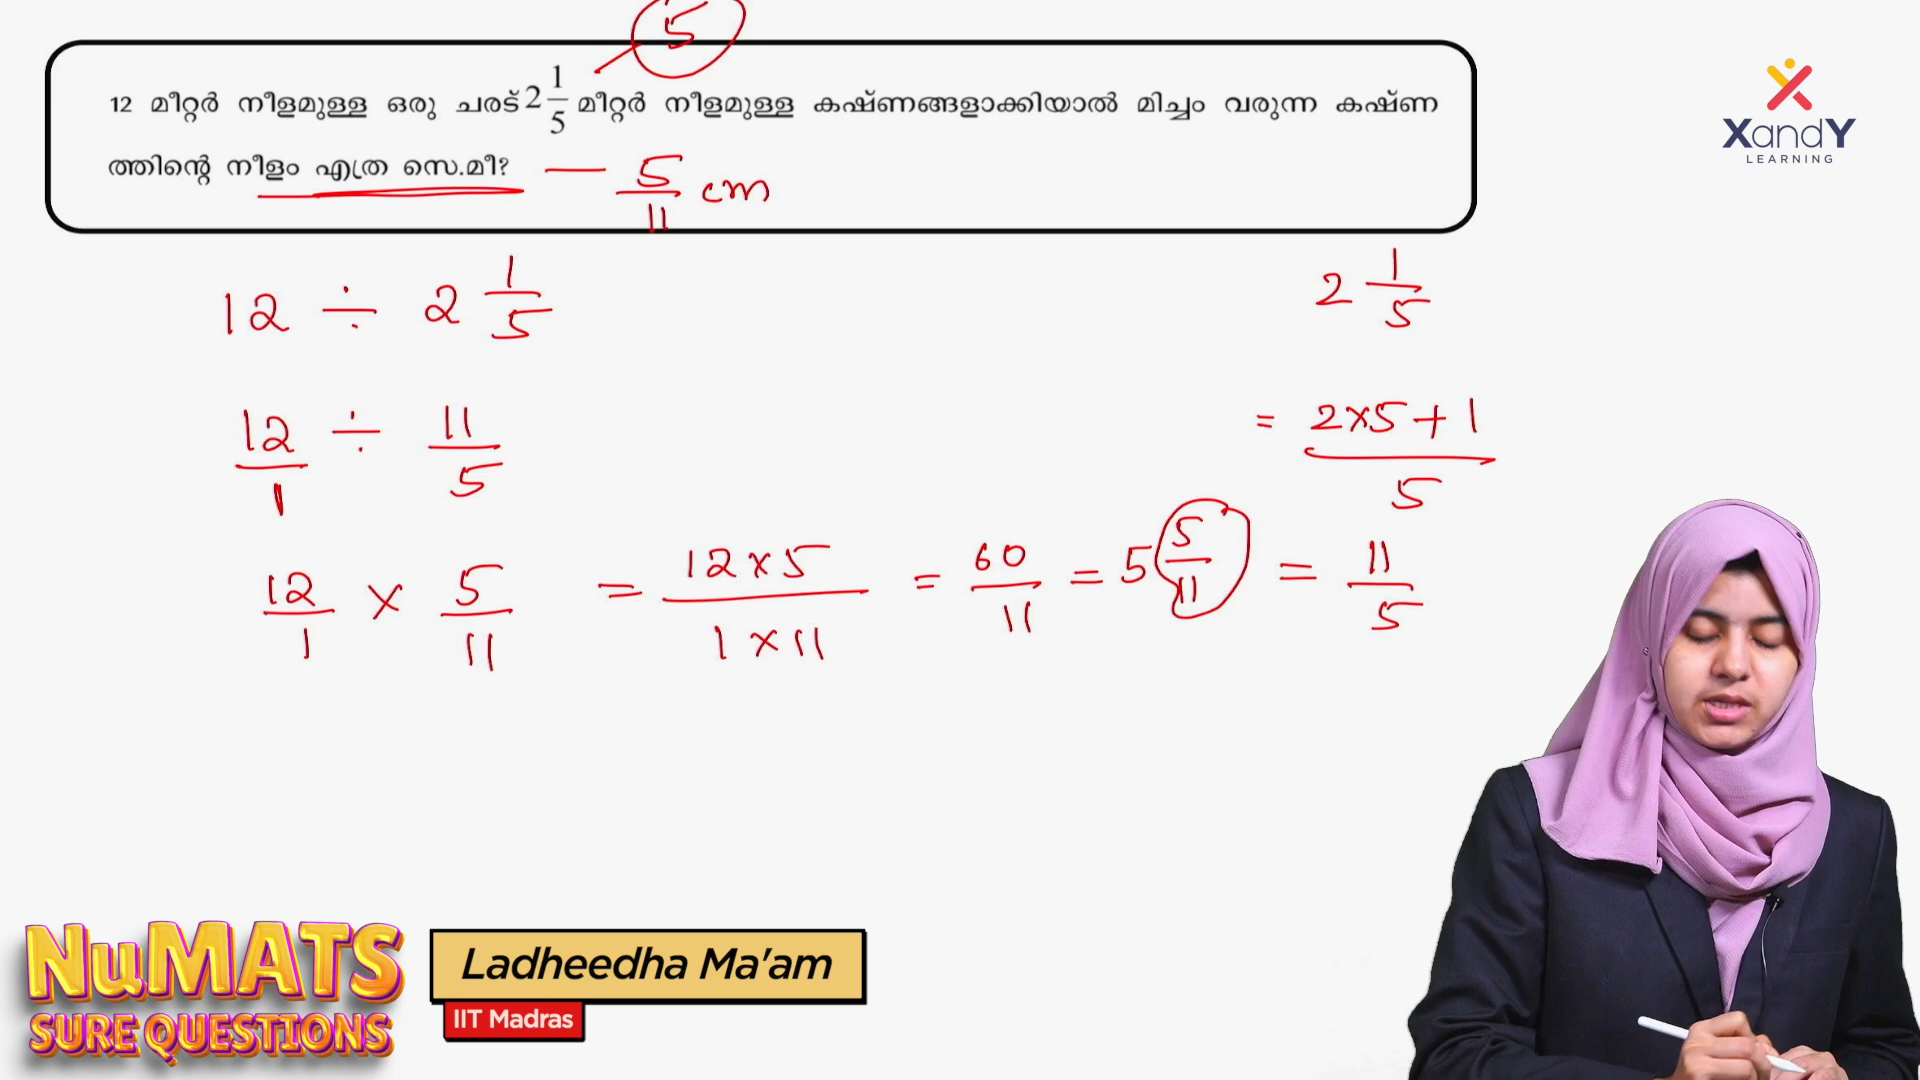 5
12 മീറ്റർ നീളമുള്ള ഒരു ചരട് 2 1/5 മീറ്റർ നീളമുള്ള കഷ്ണങ്ങളാക്കിയാൽ മിച്ചം വരുന്ന കഷ്ണ
ത്തിന്റെ നീളം എത്ര സെ.മീ? — 5/11 cm
XandY
LEARNING
12 ÷ 2 1/5
2 1/5
12/1 ÷ 11/5
= 2×5+1/5
12/1 × 5/11 = 12×5/1×11 = 60/11 = 5 5/11
= 11/5
NuMATS
SURE QUESTIONS
Ladheedha Ma'am
IIT Madras